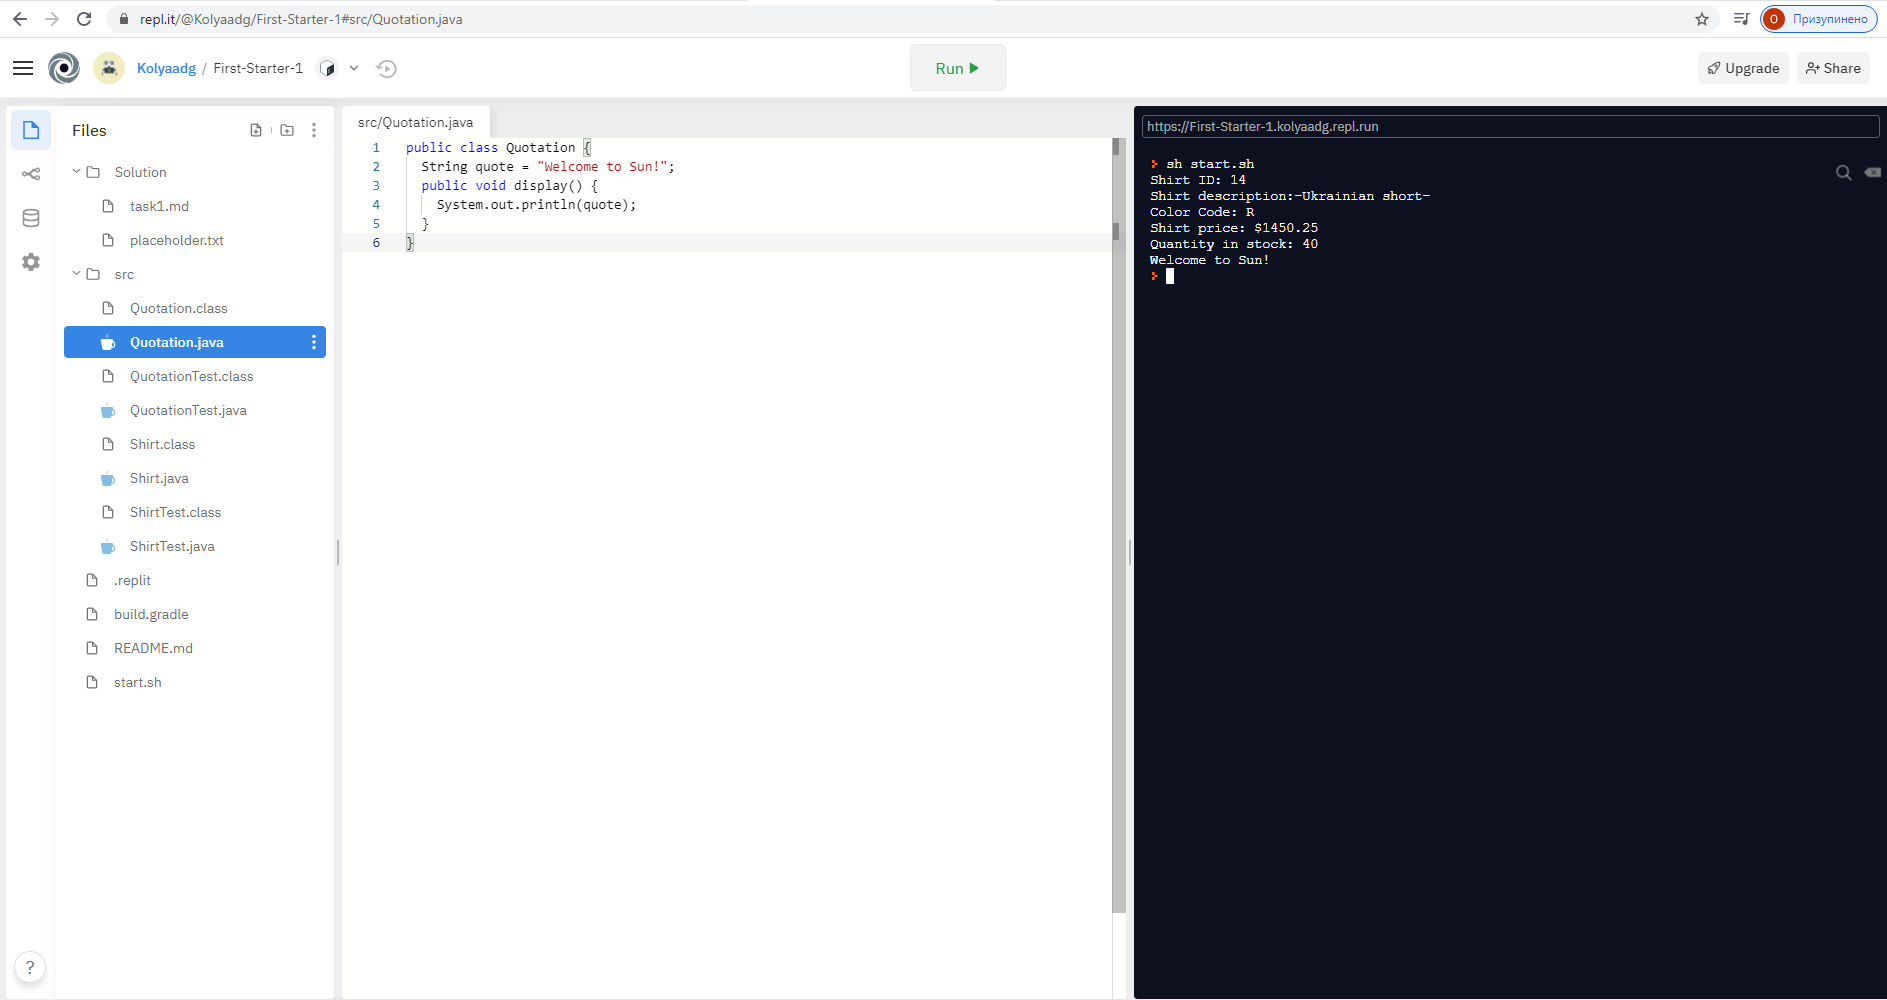 repl.it/@Kolyaadg/First-Starter-1#src/Quotation.java
О Призупинено
Kolyaadg / First-Starter-1
Run
Upgrade
Share
Files
Solution
task1.md
placeholder.txt
src
Quotation.class
Quotation.java
QuotationTest.class
QuotationTest.java
Shirt.class
Shirt.java
ShirtTest.class
ShirtTest.java
.replit
build.gradle
README.md
start.sh
?
src/Quotation.java
1 public class Quotation {
2 String quote = "Welcome to Sun!";
3 public void display() {
4 System.out.println(quote);
5 }
6 }
https://First-Starter-1.kolyaadg.repl.run
sh start.sh
Shirt ID: 14
Shirt description:-Ukrainian short-
Color Code: R
Shirt price: $1450.25
Quantity in stock: 40
Welcome to Sun!